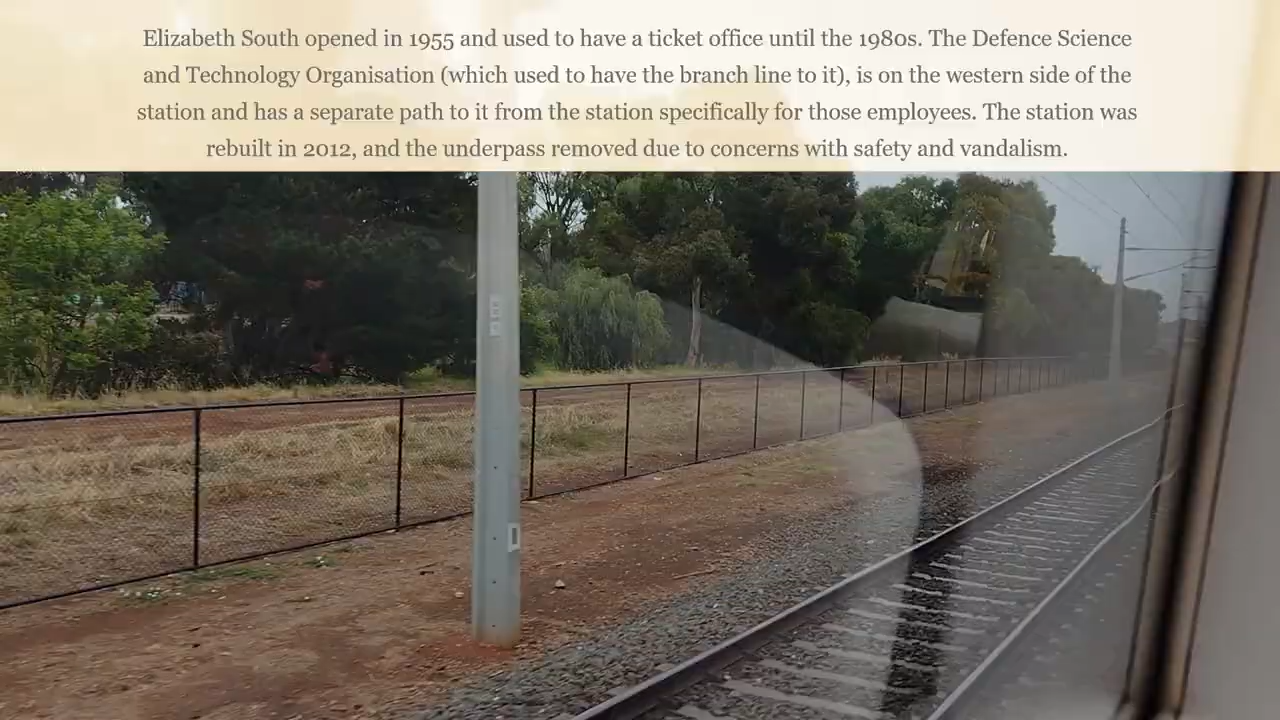 Elizabeth South opened in 1955 and used to have a ticket office until the 1980s. The Defence Science
and Technology Organisation (which used to have the branch line to it), is on the western side of the
station and has a separate path to it from the station specifically for those employees. The station was
rebuilt in 2012, and the underpass removed due to concerns with safety and vandalism.